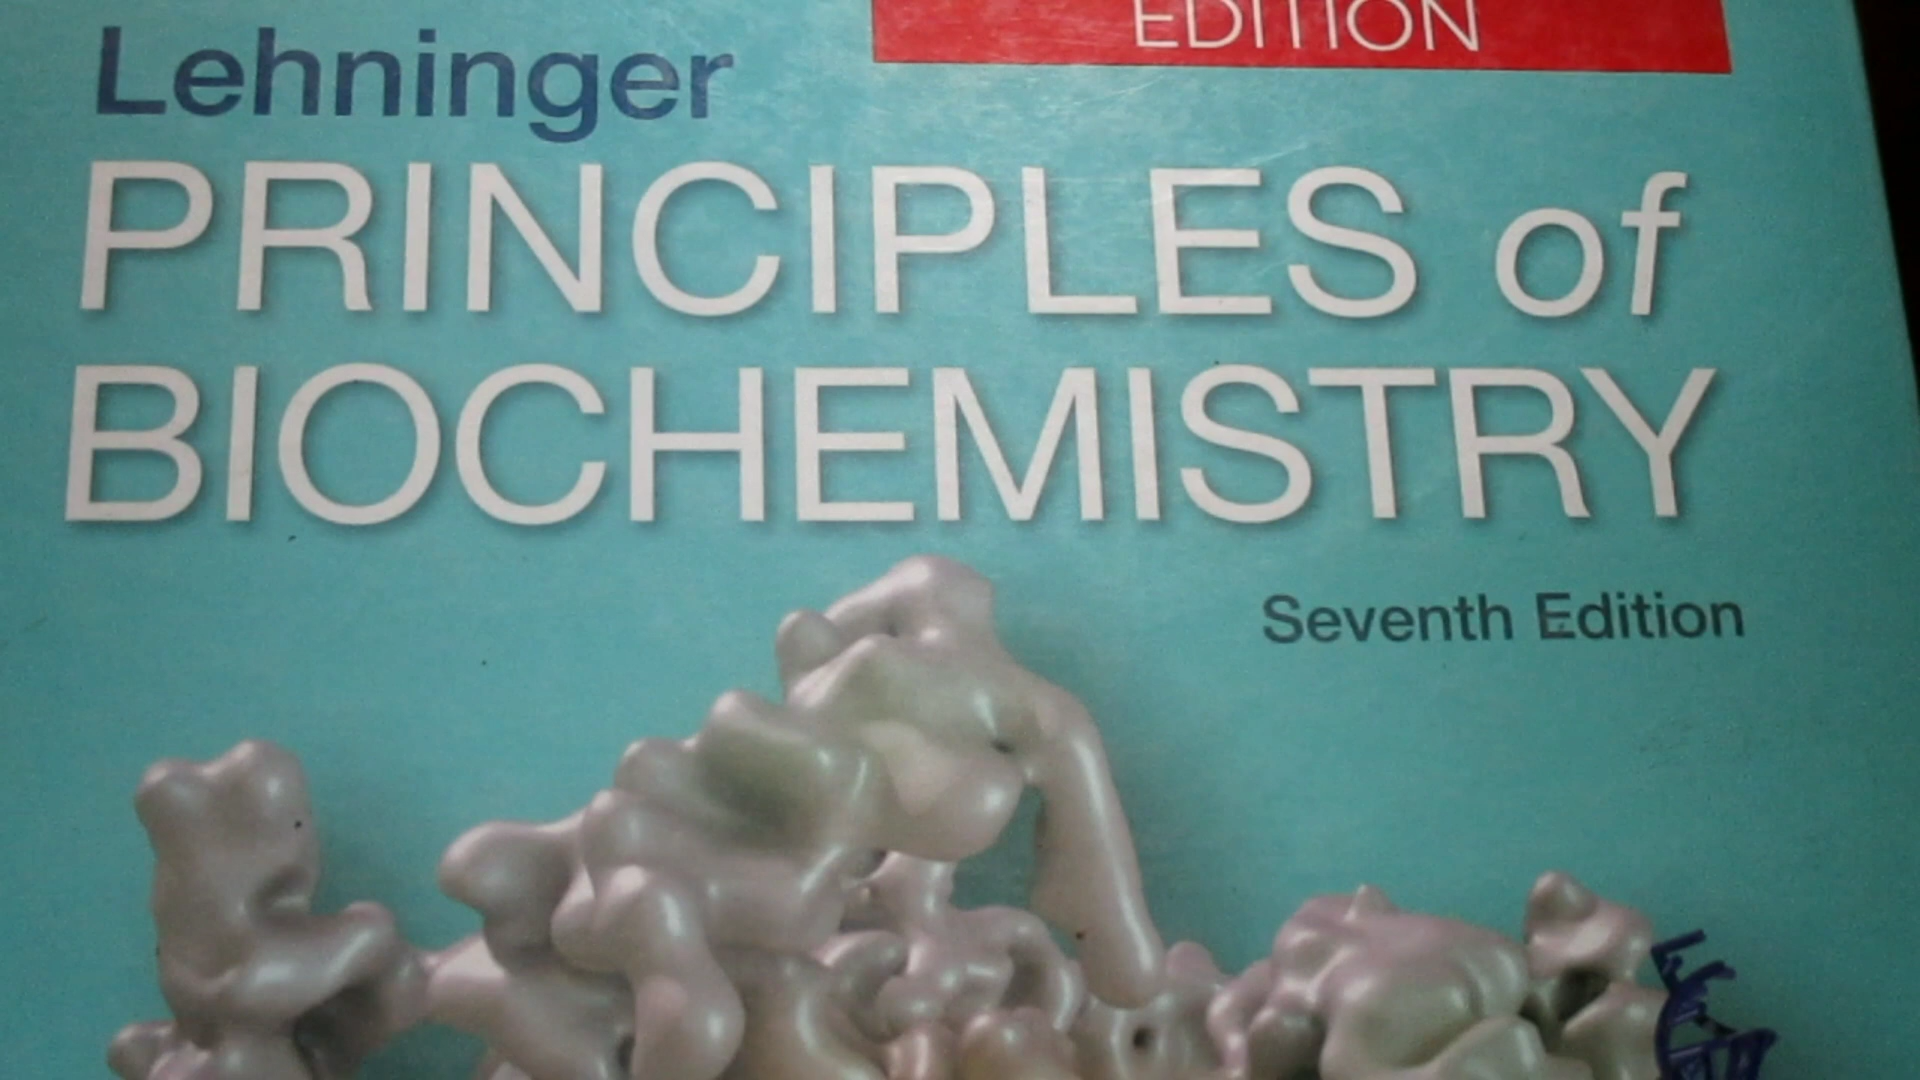 EDITION
Lehninger
PRINCIPLES of
BIOCHEMISTRY
Seventh Edition